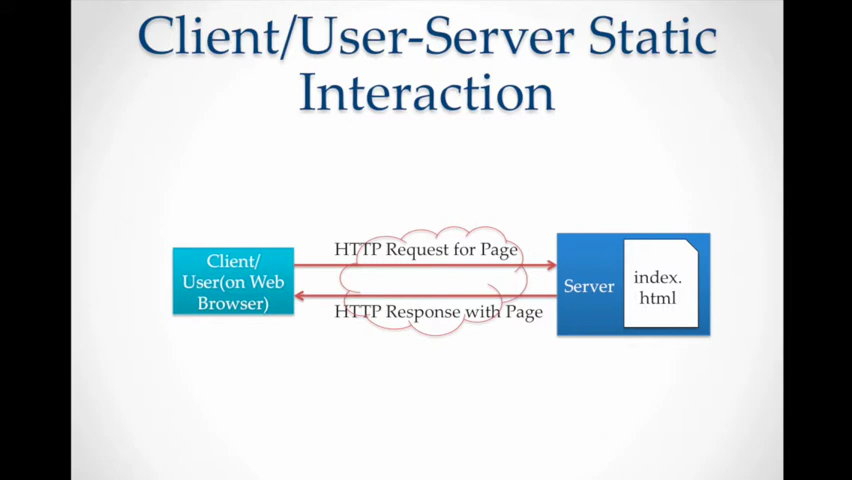 Client/User-Server Static
Interaction
HTTP Request for Page
Client/
User(on Web
Browser)
Server
index.
html
HTTP Response with Page